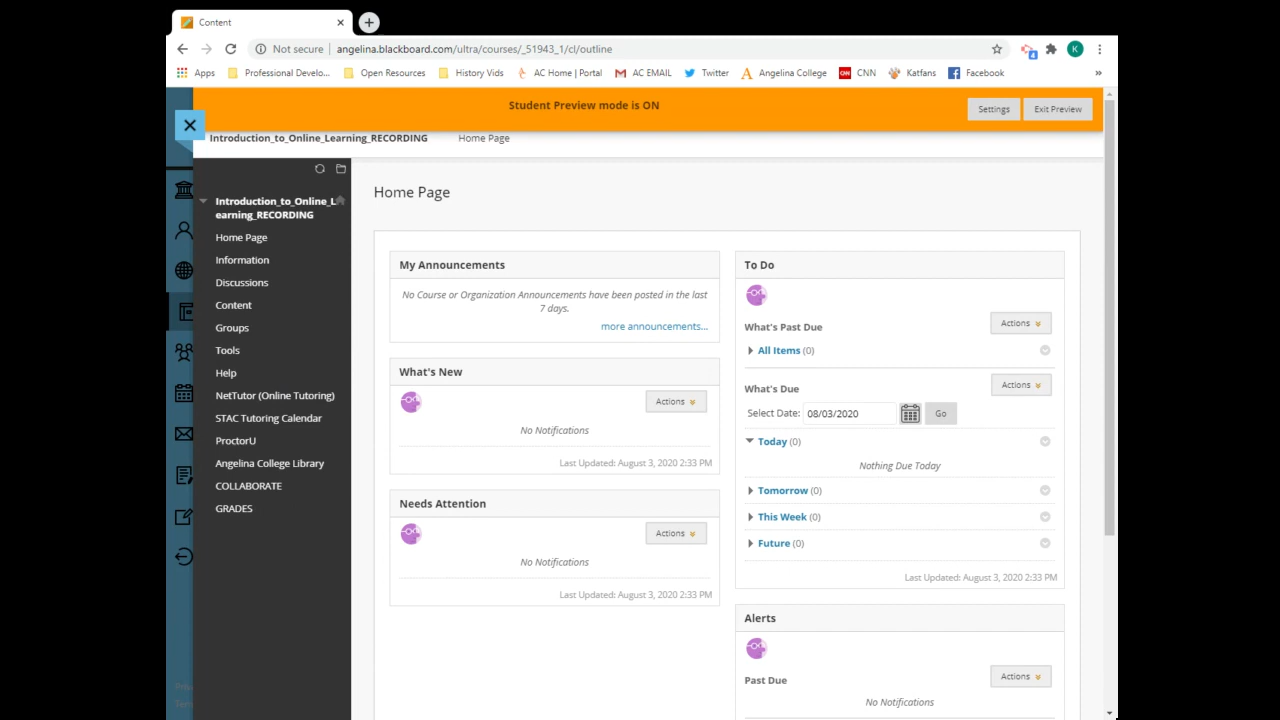 Content
Not secure | angelina.blackboard.com/ultra/courses/_51943_1/cl/outline
4
K
Apps Professional Develo... Open Resources History Vids AC Home | Portal AC EMAIL Twitter Angelina College CNN Katfans Facebook »
Student Preview mode is ON
Settings Exit Preview
Introduction_to_Online_Learning_RECORDING Home Page
Introduction_to_Online_L
earning_RECORDING
Home Page
Information
Discussions
Content
Groups
Tools
Help
NetTutor (Online Tutoring)
STAC Tutoring Calendar
ProctorU
Angelina College Library
COLLABORATE
GRADES
Home Page
My Announcements
No Course or Organization Announcements have been posted in the last
7 days.
more announcements...
What's New
Actions
No Notifications
Last Updated: August 3, 2020 2:33 PM
Needs Attention
Actions
No Notifications
Last Updated: August 3, 2020 2:33 PM
To Do
What's Past Due
Actions
All Items (0)
What's Due
Actions
Select Date: 08/03/2020 Go
Today (0)
Nothing Due Today
Tomorrow (0)
This Week (0)
Future (0)
Last Updated: August 3, 2020 2:33 PM
Alerts
Past Due
Actions
No Notifications